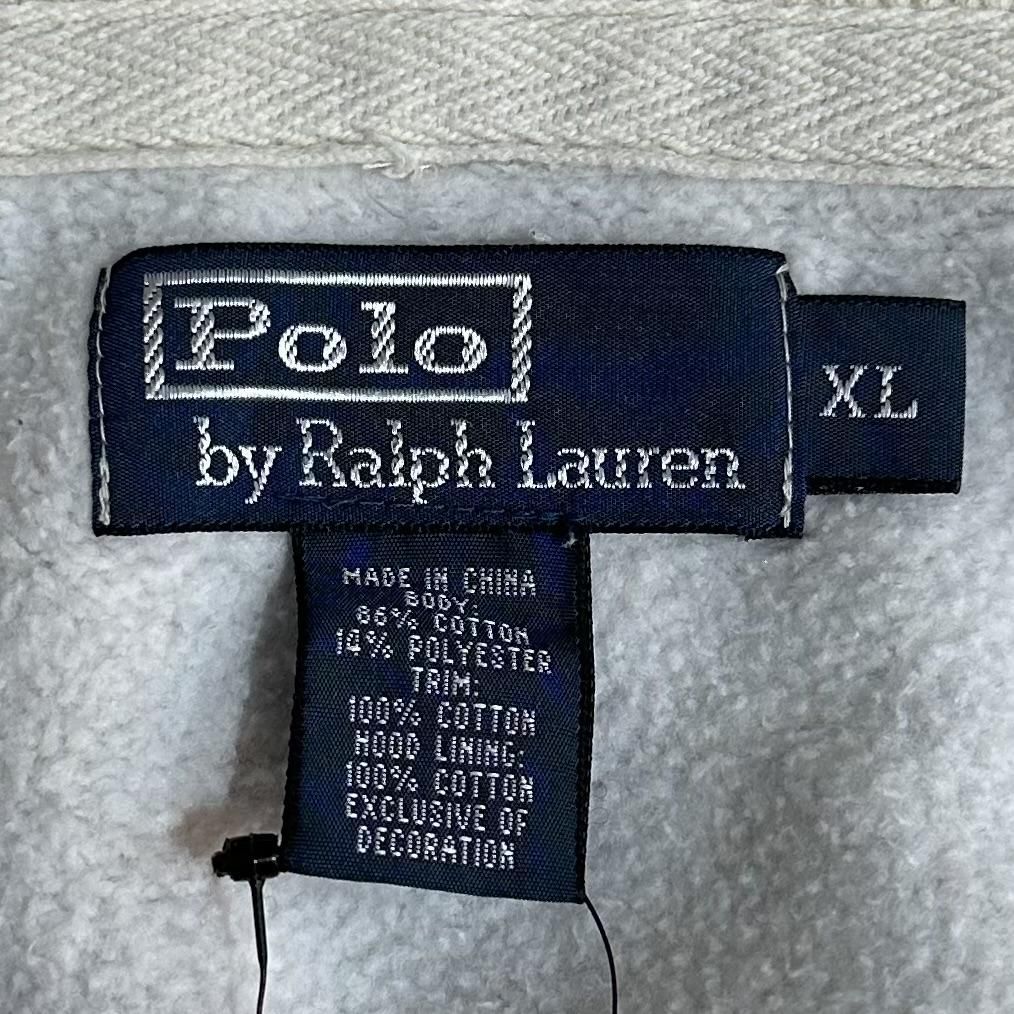 Polo
by Ralph Lauren
XL
MADE IN CHINA
BODY:
86% COTTON
14% POLYESTER
TRIM:
100% COTTON
HOOD LINING:
100% COTTON
EXCLUSIVE OF
DECORATION